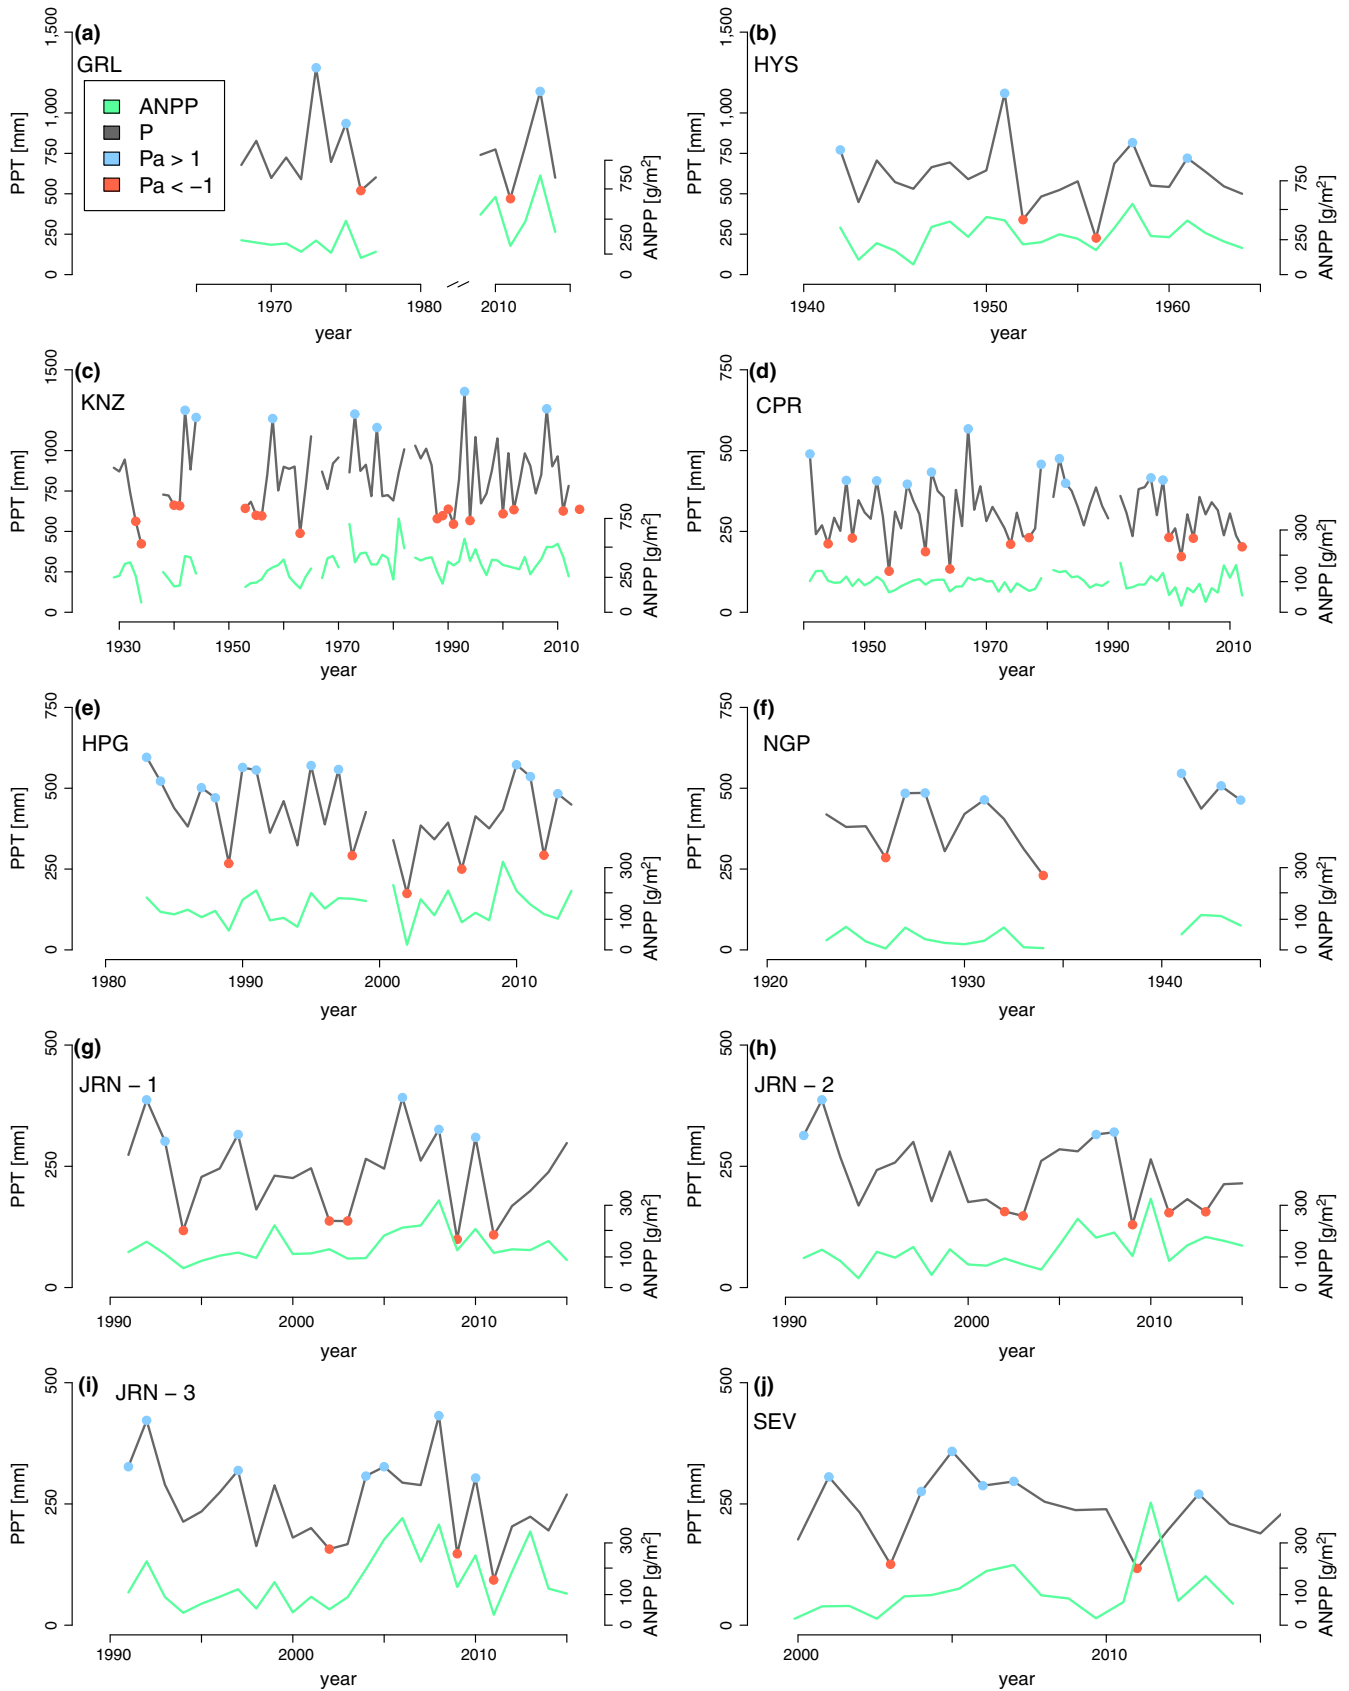 (a)
GRL
ANPP
P
Pa > 1
Pa < −1
PPT [mm]
0 250 500 750 1,000 1,500
ANPP [g/m²]
0 250 750
1970 1980 2010
year
(b)
HYS
PPT [mm]
0 250 500 750 1,000 1,500
ANPP [g/m²]
0 250 750
1940 1950 1960
year
(c)
KNZ
PPT [mm]
0 250 500 750 1000 1500
ANPP [g/m²]
0 250 750
1930 1950 1970 1990 2010
year
(d)
CPR
PPT [mm]
0 250 500 750
ANPP [g/m²]
0 100 300
1950 1970 1990 2010
year
(e)
HPG
PPT [mm]
0 250 500 750
ANPP [g/m²]
0 100 300
1980 1990 2000 2010
year
(f)
NGP
PPT [mm]
0 250 500 750
ANPP [g/m²]
0 100 300
1920 1930 1940
year
(g)
JRN − 1
PPT [mm]
0 250 500
ANPP [g/m²]
0 100 300
1990 2000 2010
year
(h)
JRN − 2
PPT [mm]
0 250 500
ANPP [g/m²]
0 100 300
1990 2000 2010
year
(i)
JRN − 3
PPT [mm]
0 250 500
ANPP [g/m²]
0 100 300
1990 2000 2010
year
(j)
SEV
PPT [mm]
0 250 500
ANPP [g/m²]
0 100 300
2000 2010
year